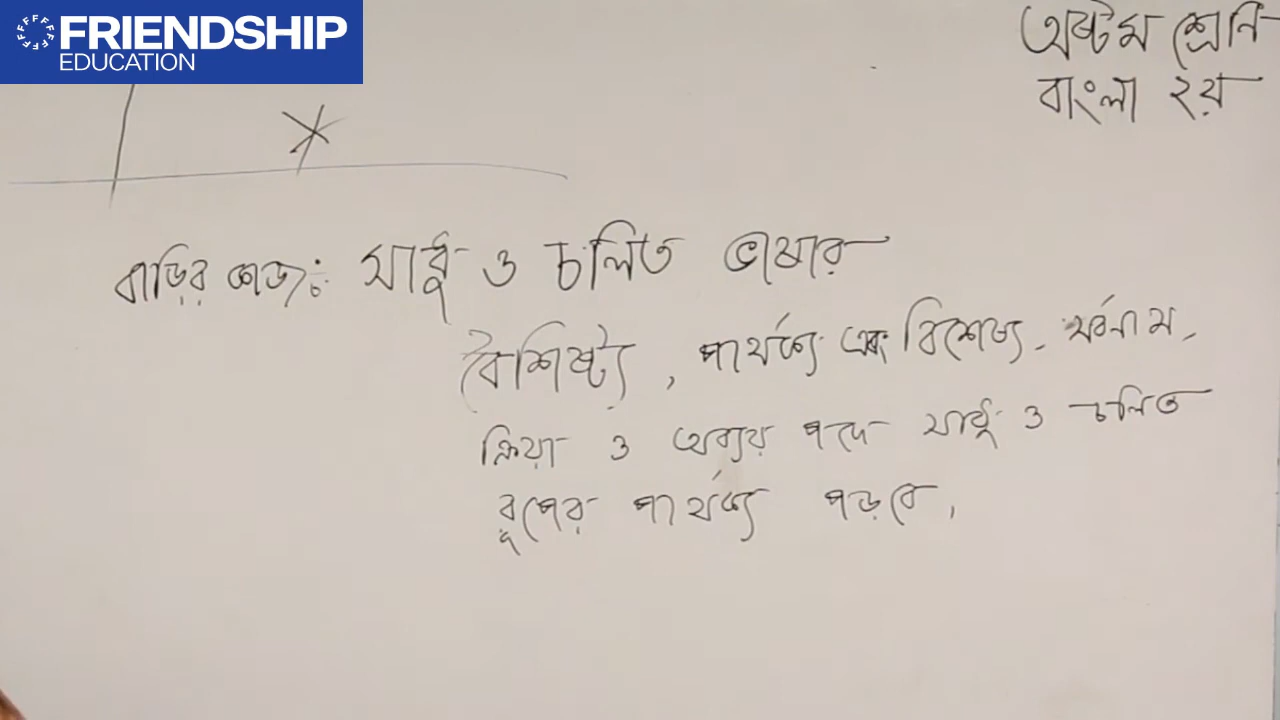 FRIENDSHIP
EDUCATION
অষ্টম শ্রেণি
বাংলা ২য়
বাড়ির কাজ: সাধু ও চলিত ভাষার
বৈশিষ্ট্য, পার্থক্য এবং বিশেষ্য, সর্বনাম,
ক্রিয়া ও অব্যয় পদে সাধু ও চলিত
রূপের পার্থক্য পড়বে,